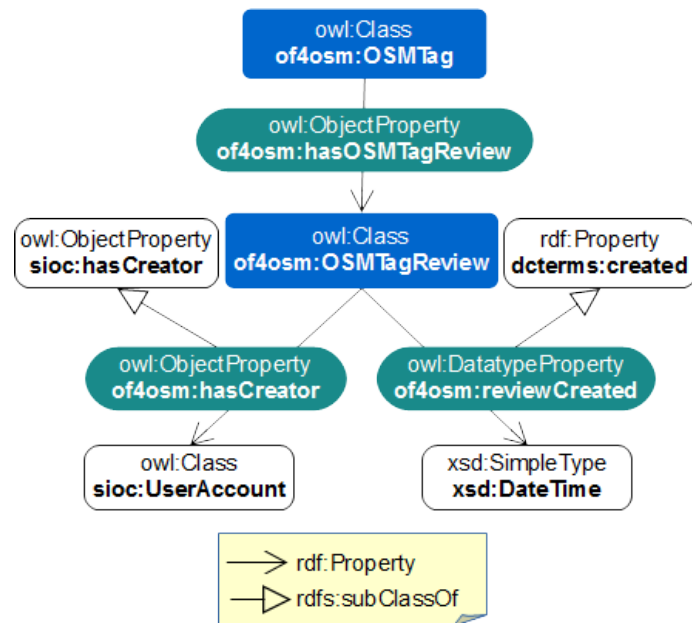 owl:Class
of4osm:OSMTag
owl:ObjectProperty
of4osm:hasOSMTagReview
owl:ObjectProperty
sioc:hasCreator
owl:Class
of4osm:OSMTagReview
rdf:Property
dcterms:created
owl:ObjectProperty
of4osm:hasCreator
owl:DatatypeProperty
of4osm:reviewCreated
owl:Class
sioc:UserAccount
xsd:SimpleType
xsd:DateTime
rdf:Property
rdfs:subClassOf